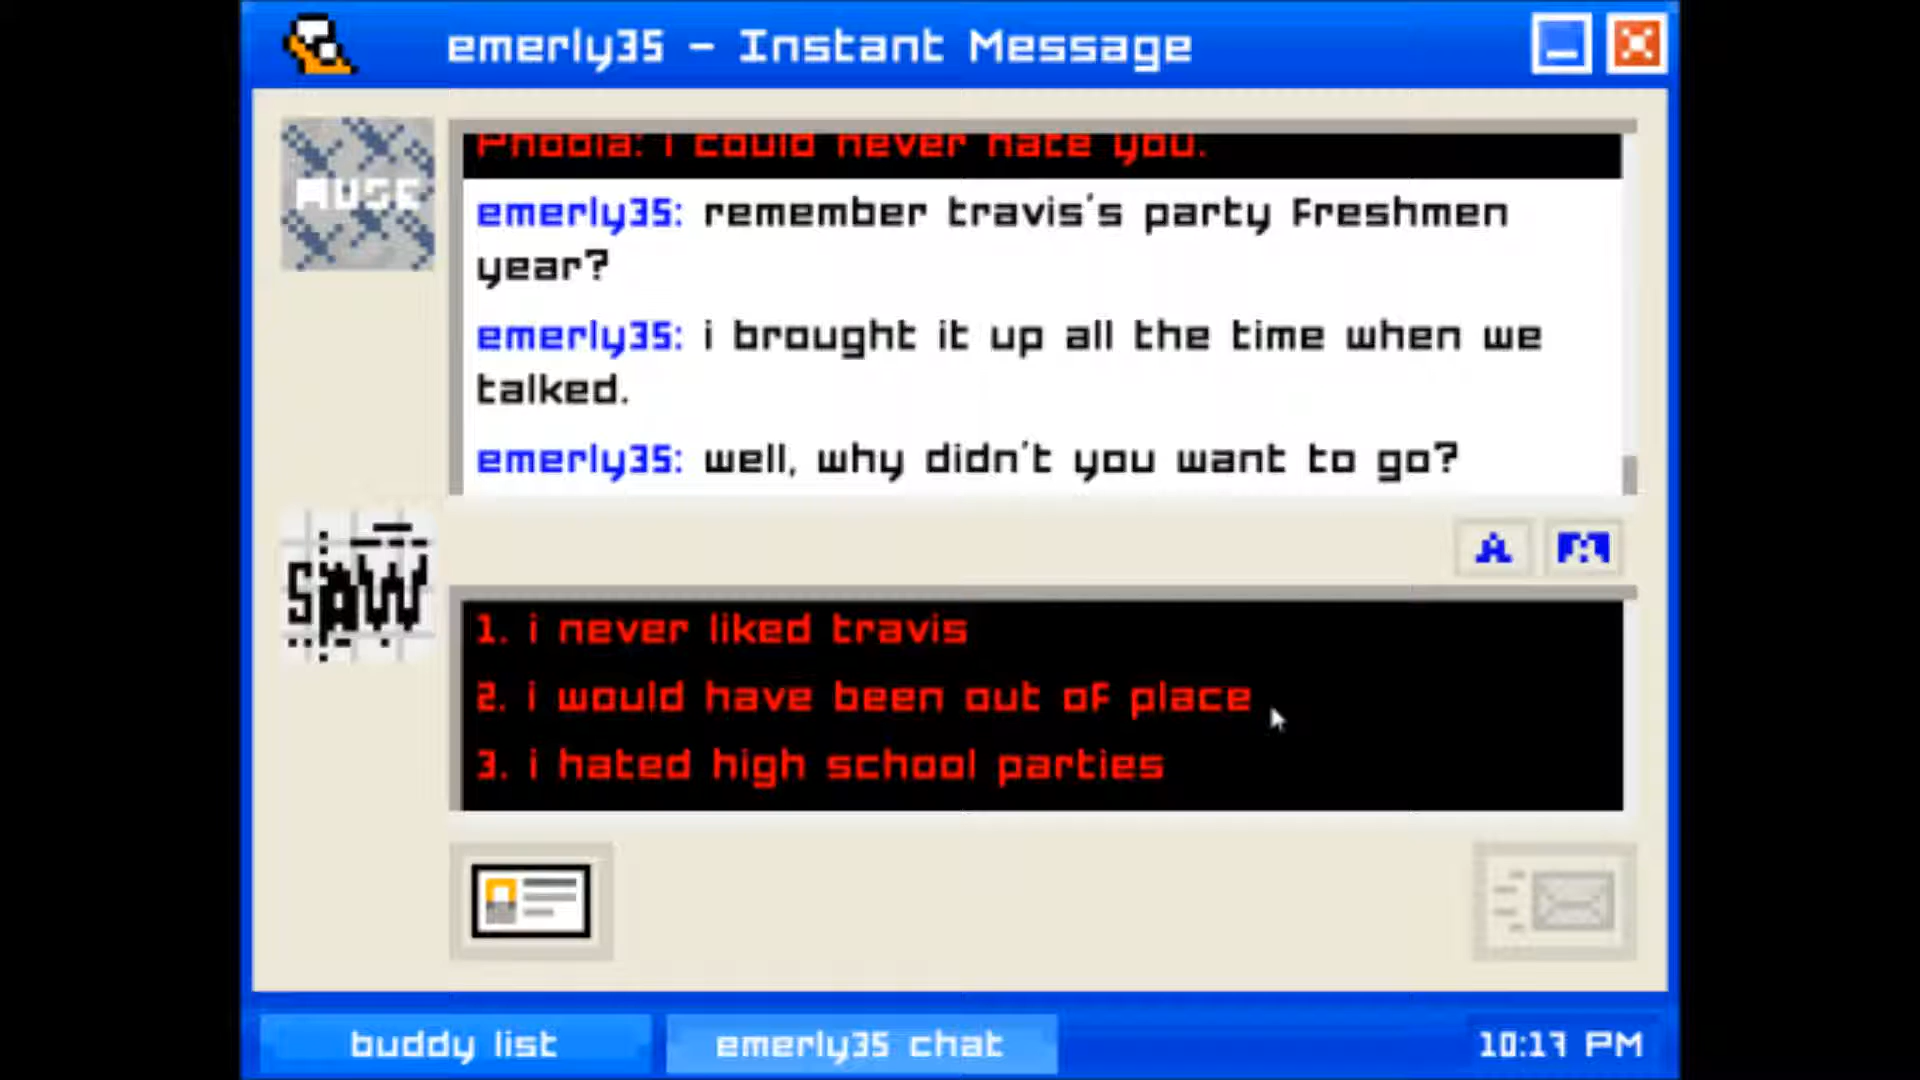 emerly35 - Instant Message
MUSE
Phobia: i could never hate you.
emerly35: remember travis's party freshmen
year?
emerly35: i brought it up all the time when we
talked.
emerly35: well, why didn't you want to go?
SAW
A
1. i never liked travis
2. i would have been out of place
3. i hated high school parties
buddy list
emerly35 chat
10:17 PM